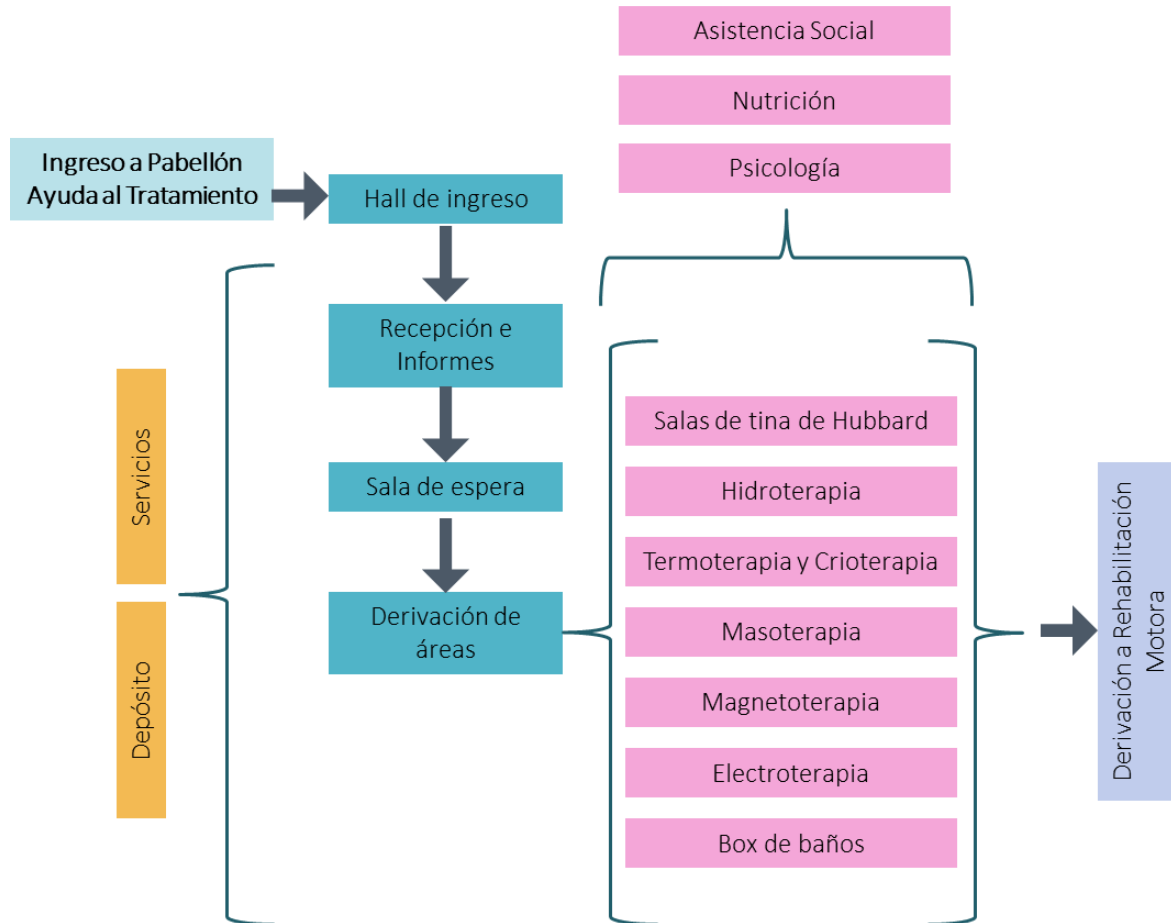 Asistencia Social
Nutrición
Psicología
Ingreso a Pabellón
Ayuda al Tratamiento
Hall de ingreso
Recepción e
Informes
Sala de espera
Derivación de
áreas
Servicios
Depósito
Salas de tina de Hubbard
Hidroterapia
Termoterapia y Crioterapia
Masoterapia
Magnetoterapia
Electroterapia
Box de baños
Derivación a Rehabilitación
Motora